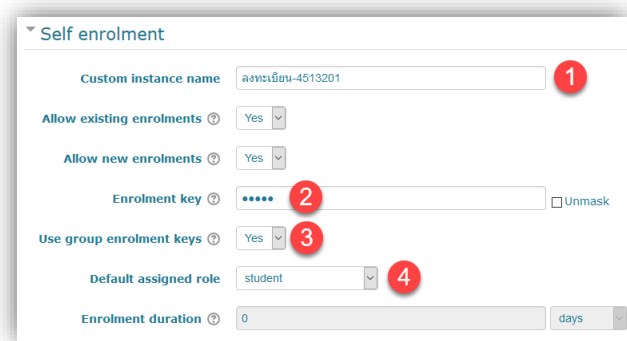 Self enrolment
Custom instance name ลงทะเบียน-4513201 1
Allow existing enrolments Yes
Allow new enrolments Yes
Enrolment key ••••• 2 Unmask
Use group enrolment keys Yes 3
Default assigned role student 4
Enrolment duration 0 days